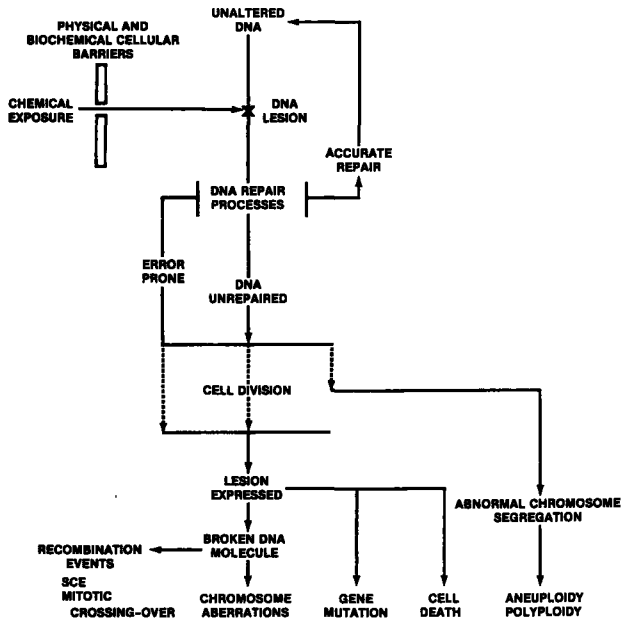 UNALTERED
DNA
PHYSICAL AND
BIOCHEMICAL CELLULAR
BARRIERS
CHEMICAL
EXPOSURE
DNA
LESION
ACCURATE
REPAIR
DNA REPAIR
PROCESSES
ERROR
PRONE
DNA
UNREPAIRED
CELL DIVISION
LESION
EXPRESSED
ABNORMAL CHROMOSOME
SEGREGATION
BROKEN DNA
MOLECULE
RECOMBINATION
EVENTS
SCE
MITOTIC
CROSSING-OVER
CHROMOSOME
ABERRATIONS
GENE
MUTATION
CELL
DEATH
ANEUPLOIDY
POLYPLOIDY